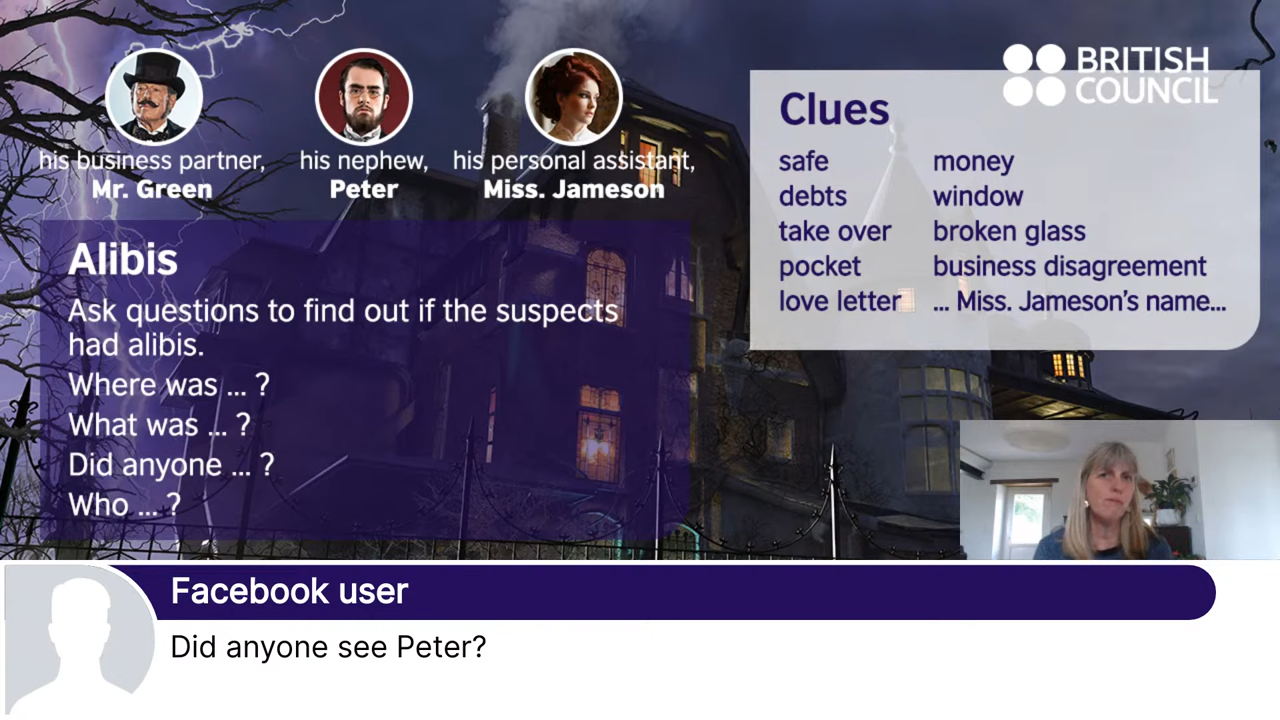 his business partner,
Mr. Green
his nephew,
Peter
his personal assistant,
Miss. Jameson
BRITISH
COUNCIL
Clues
safe
debts
take over
pocket
love letter
money
window
broken glass
business disagreement
... Miss. Jameson’s name...
Alibis
Ask questions to find out if the suspects
had alibis.
Where was ... ?
What was ... ?
Did anyone ... ?
Who ... ?
Facebook user
Did anyone see Peter?